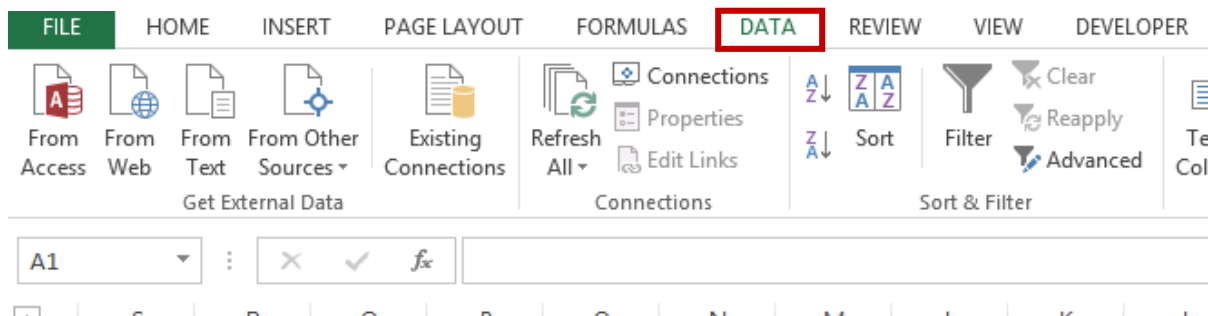 FILE HOME INSERT PAGE LAYOUT FORMULAS DATA REVIEW VIEW DEVELOPER
From Access
From Web
From Text
From Other Sources
Existing Connections
Get External Data
Refresh All
Connections
Properties
Edit Links
Connections
A Z
Z A
Z A
A Z
Sort
Filter
Clear
Reapply
Advanced
Sort & Filter
A1
fx